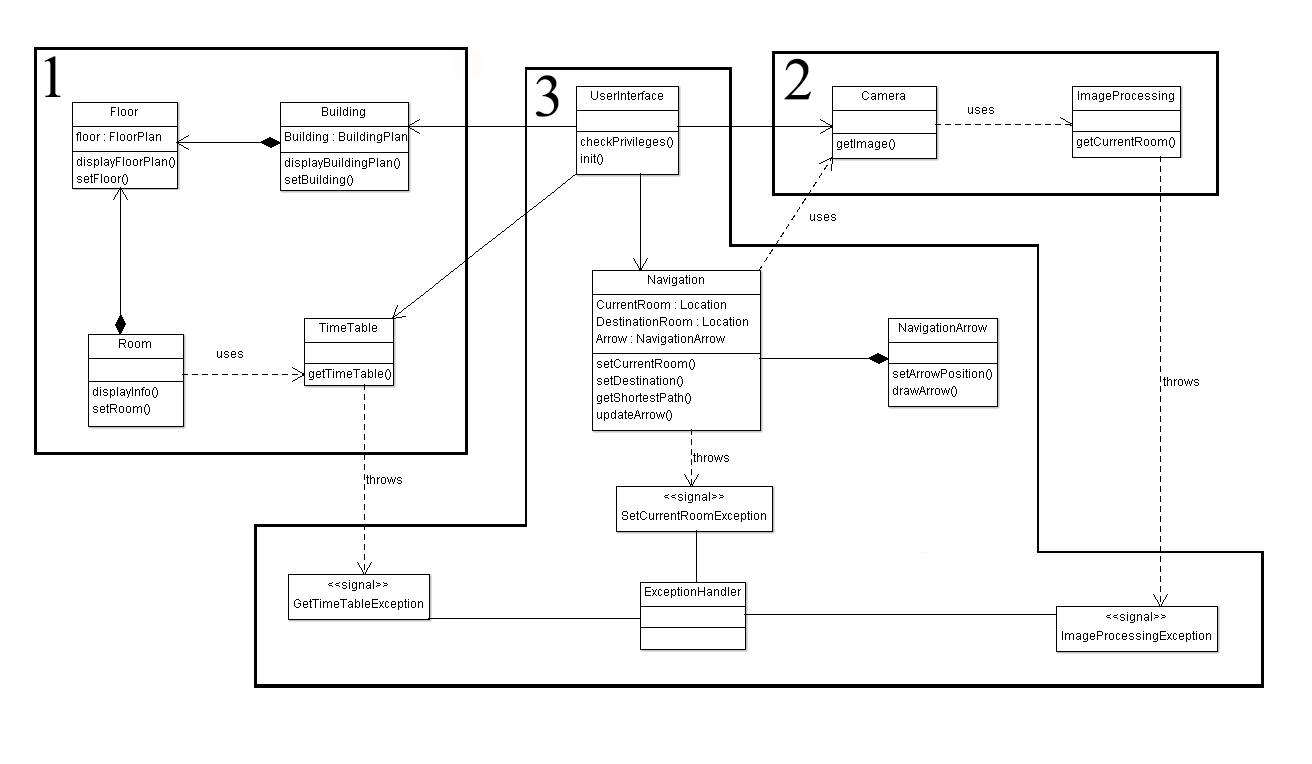 1
Floor
floor : FloorPlan
displayFloorPlan()
setFloor()
Building
Building : BuildingPlan
displayBuildingPlan()
setBuilding()
Room
displayInfo()
setRoom()
uses
TimeTable
getTimeTable()
throws
3
UserInterface
checkPrivileges()
init()
2
Camera
getImage()
uses
ImageProcessing
getCurrentRoom()
uses
Navigation
CurrentRoom : Location
DestinationRoom : Location
Arrow : NavigationArrow
setCurrentRoom()
setDestination()
getShortestPath()
updateArrow()
NavigationArrow
setArrowPosition()
drawArrow()
throws
throws
<<signal>>
SetCurrentRoomException
<<signal>>
GetTimeTableException
ExceptionHandler
<<signal>>
ImageProcessingException